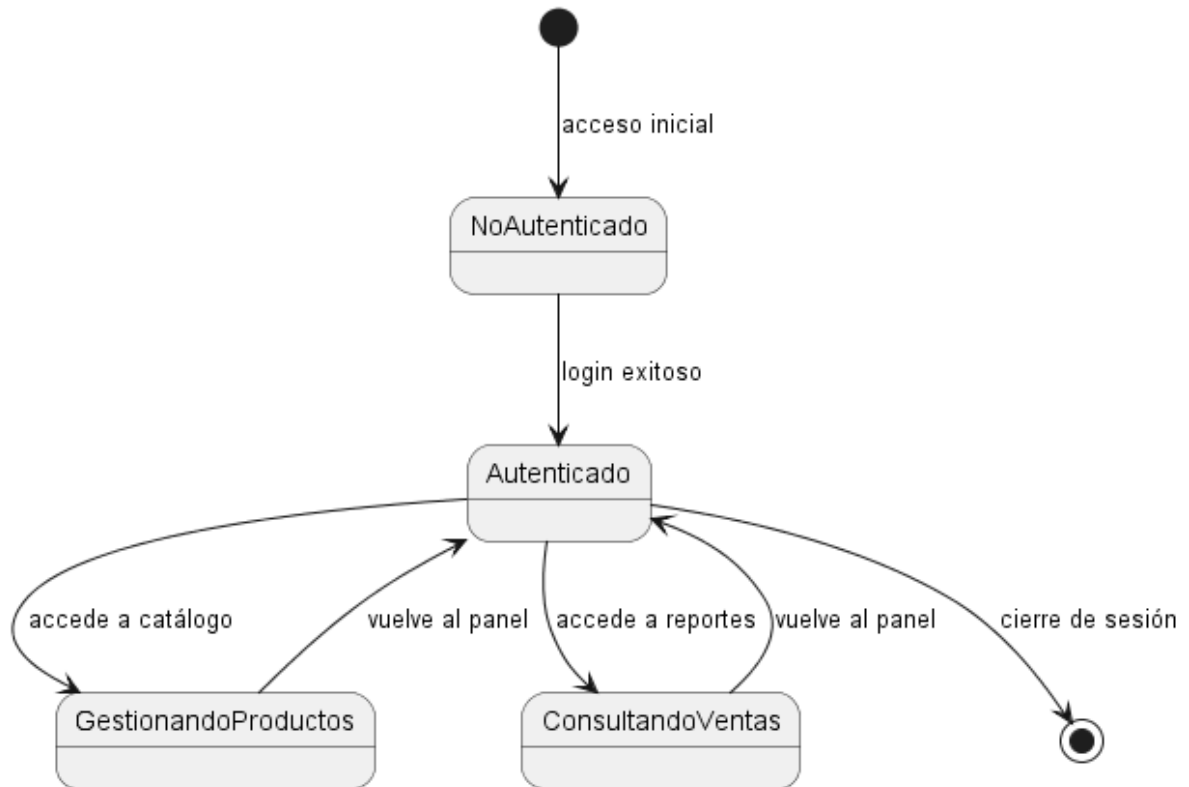 acceso inicial
NoAutenticado
login exitoso
Autenticado
accede a catálogo
vuelve al panel
accede a reportes
vuelve al panel
cierre de sesión
GestionandoProductos
ConsultandoVentas